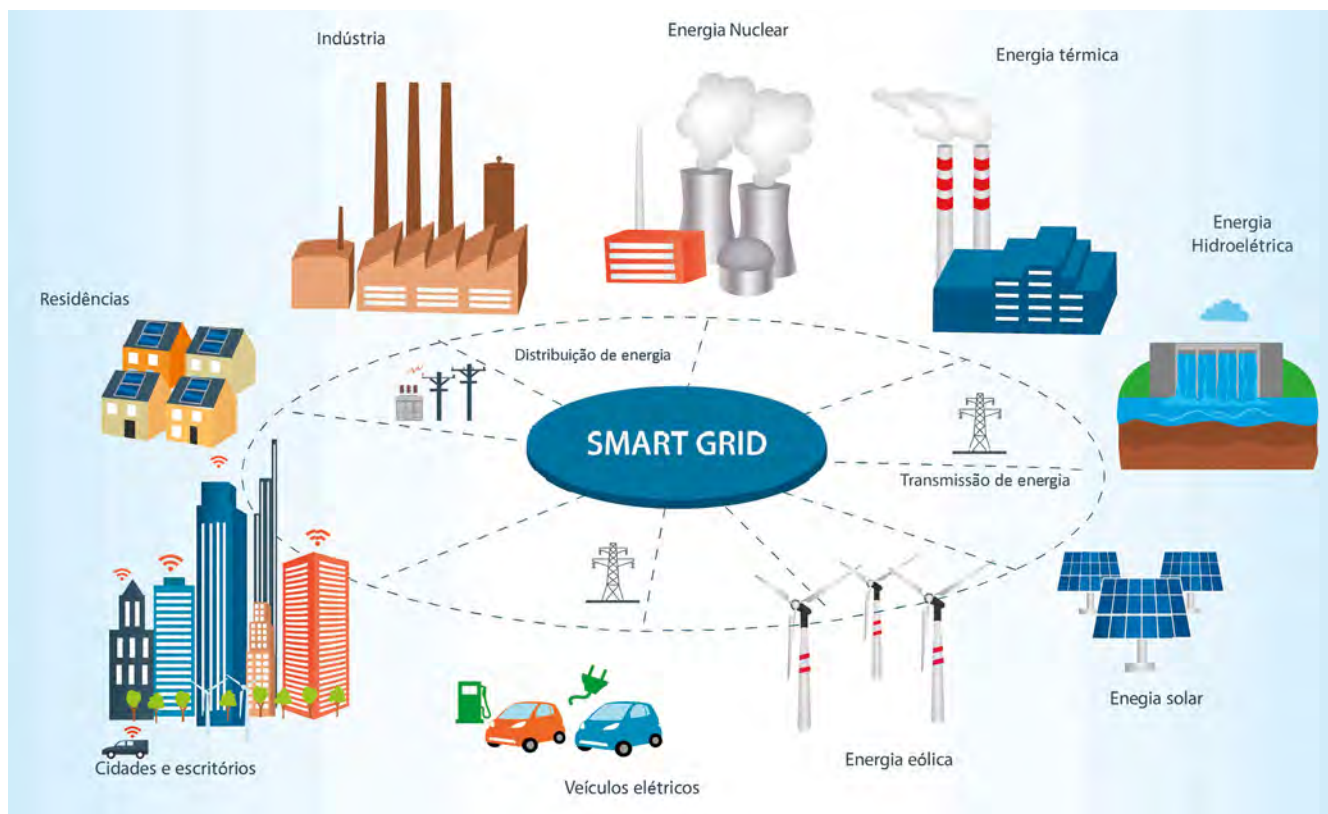 Indústria
Energia Nuclear
Energia térmica
Energia
Hidroelétrica
Residências
Distribuição de energia
SMART GRID
Transmissão de energia
Enegia solar
Energia eólica
Cidades e escritórios
Veículos elétricos